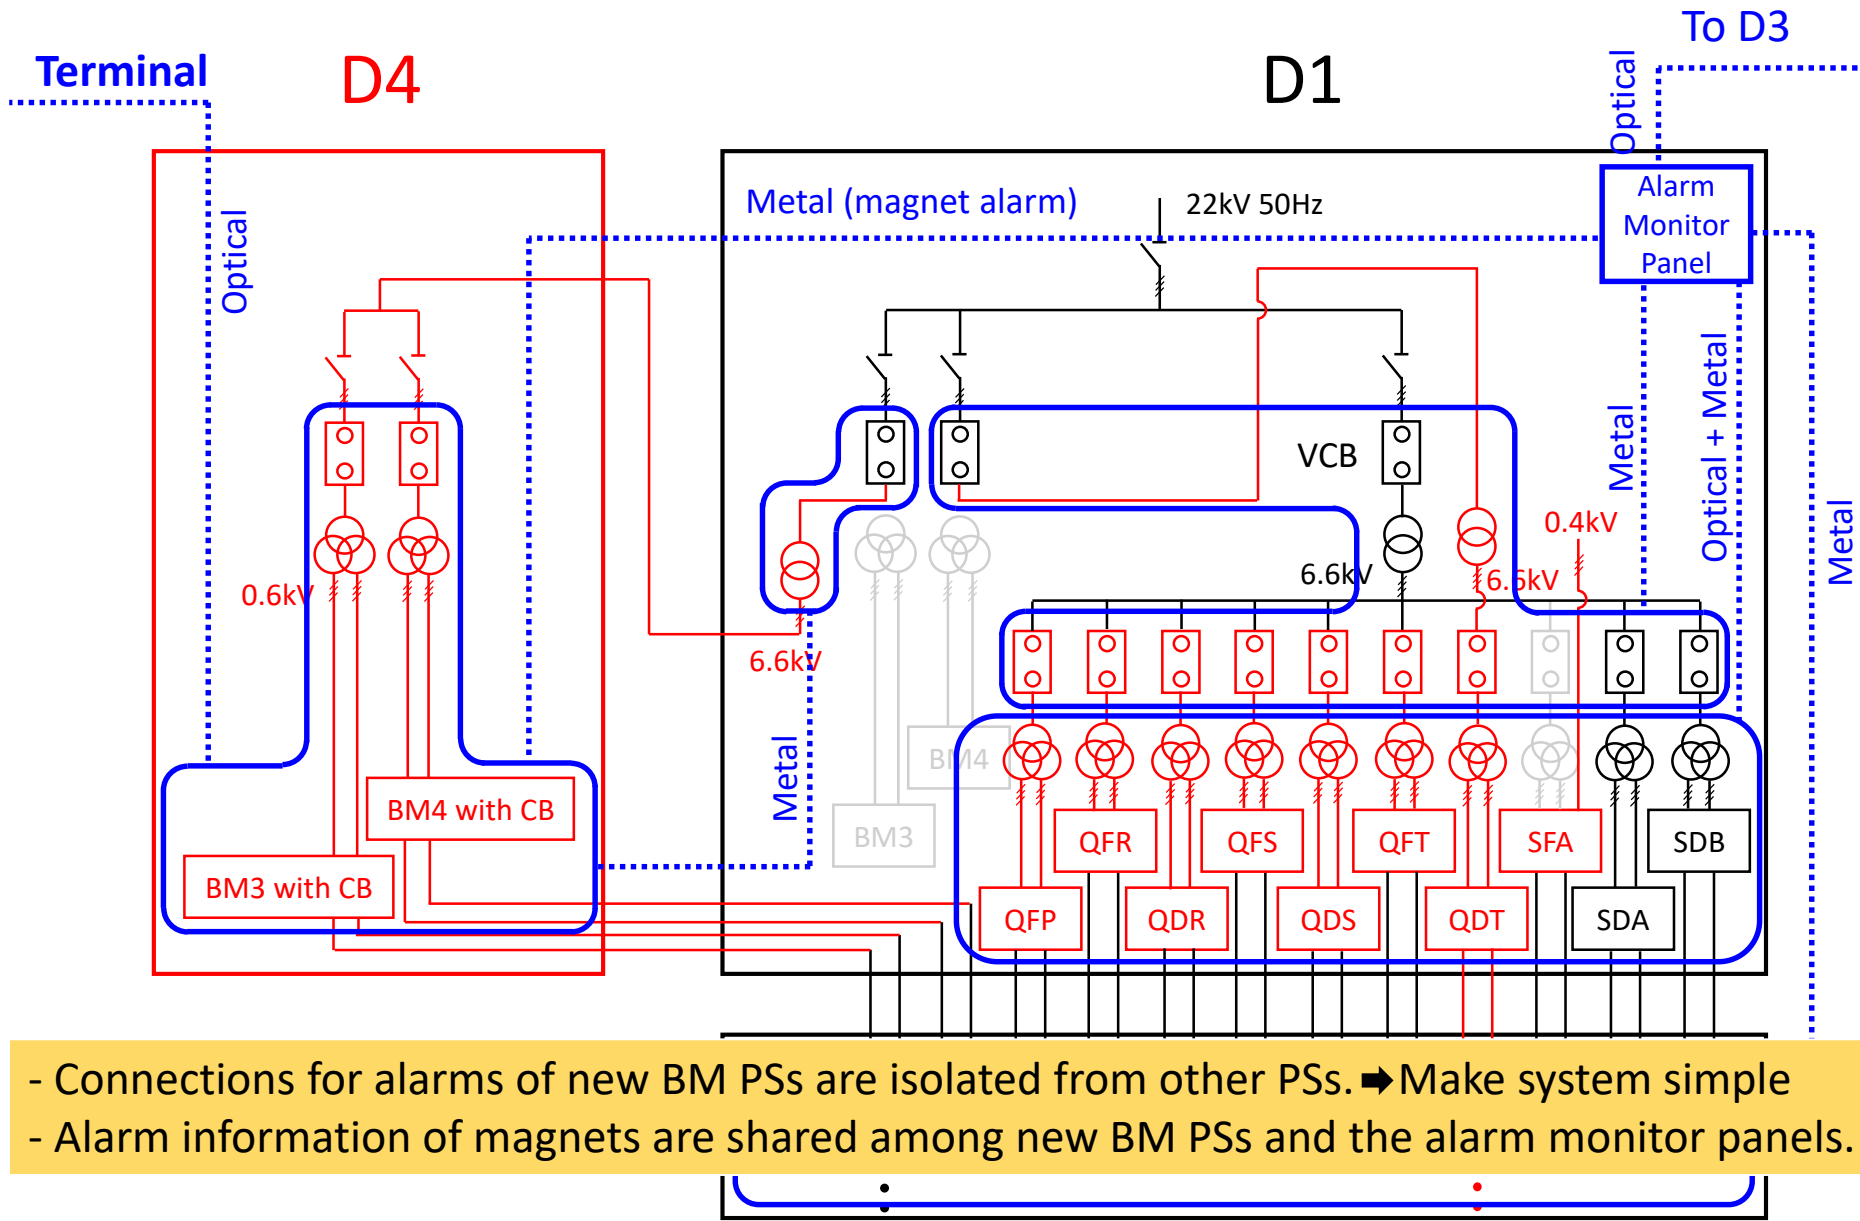 To D3
Terminal
D4
D1
Optical
Alarm
Monitor
Panel
Metal (magnet alarm)
22kV 50Hz
Optical
Metal
Optical + Metal
Metal
VCB
0.4kV
6.6kV
6.6kV
0.6kV
6.6kV
Metal
BM4
BM3
BM4 with CB
BM3 with CB
QFR
QFS
QFT
SFA
SDB
QFP
QDR
QDS
QDT
SDA
- Connections for alarms of new BM PSs are isolated from other PSs. ➡ Make system simple
- Alarm information of magnets are shared among new BM PSs and the alarm monitor panels.